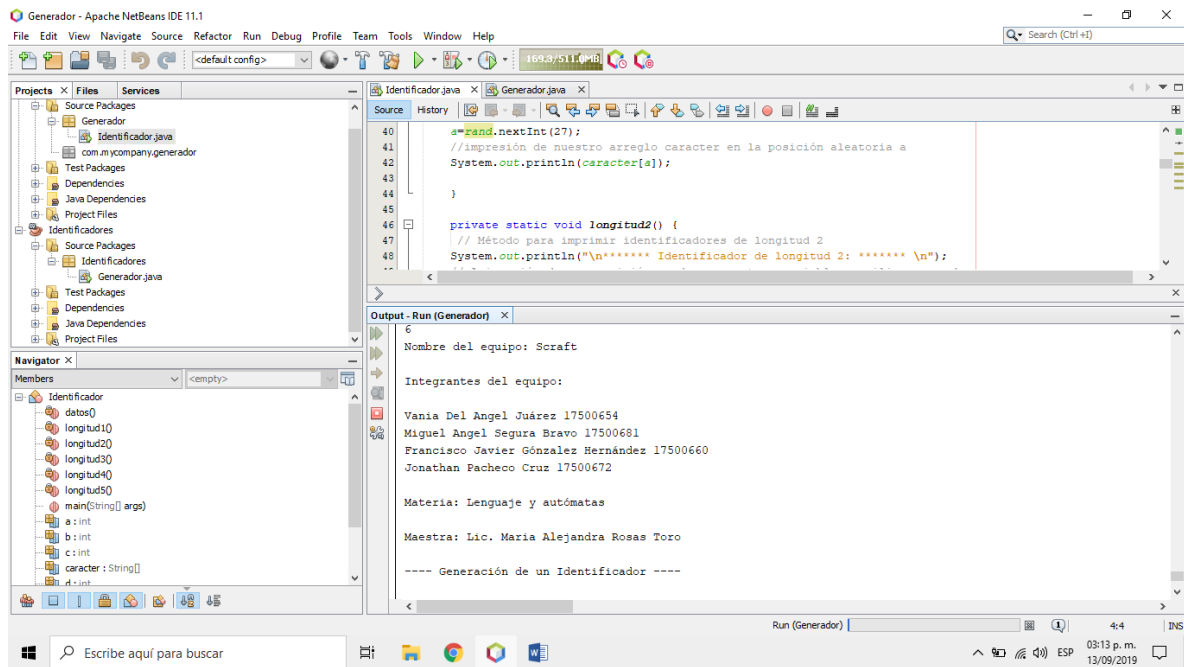 Generador - Apache NetBeans IDE 11.1
File Edit View Navigate Source Refactor Run Debug Profile Team Tools Window Help
Search (Ctrl+I)
<default config>
169.3/511.0MB
Projects Files Services
Source Packages
Generador
Identificador.java
com.mycompany.generador
Test Packages
Dependencies
Java Dependencies
Project Files
Identificadores
Source Packages
Identificadores
Generador.java
Test Packages
Dependencies
Java Dependencies
Project Files
Navigator
Members <empty>
Identificador
datos()
longitud1()
longitud2()
longitud3()
longitud4()
longitud5()
main(String[] args)
a : int
b : int
c : int
caracter : String[]
d : int
Identificador.java Generador.java
Source History
40 a=rand.nextInt(27);
41 //impresión de nuestro arreglo caracter en la posición aleatoria a
42 System.out.println(caracter[a]);
43
44 }
45
46 private static void longitud2() {
47 // Método para imprimir identificadores de longitud 2
48 System.out.println("\n******* Identificador de longitud 2: ******* \n");
Output - Run (Generador)
6
Nombre del equipo: Scraft
Integrantes del equipo:
Vania Del Angel Juárez 17500654
Miguel Angel Segura Bravo 17500681
Francisco Javier Gónzalez Hernández 17500660
Jonathan Pacheco Cruz 17500672
Materia: Lenguaje y autómatas
Maestra: Lic. Maria Alejandra Rosas Toro
---- Generación de un Identificador ----
Run (Generador) 1 4:4 INS
Escribe aquí para buscar
ESP
03:13 p. m.
13/09/2019